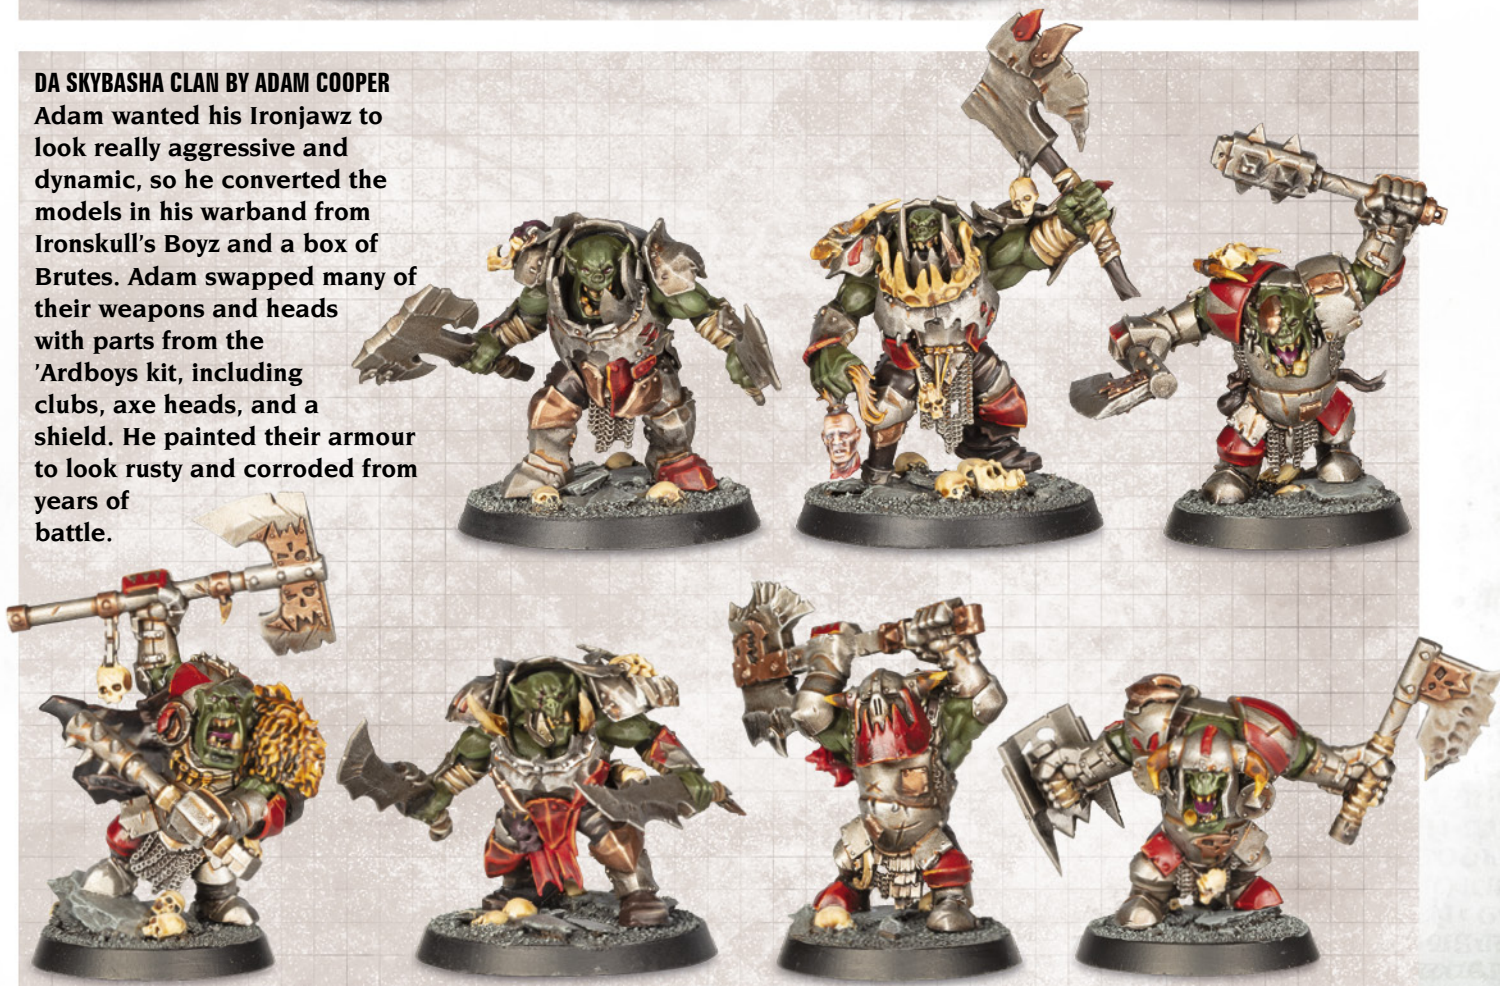 DA SKYBASHA CLAN BY ADAM COOPER
Adam wanted his Ironjawz to
look really aggressive and
dynamic, so he converted the
models in his warband from
Ironskull's Boyz and a box of
Brutes. Adam swapped many of
their weapons and heads
with parts from the
'Ardboys kit, including
clubs, axe heads, and a
shield. He painted their armour
to look rusty and corroded from
years of
battle.